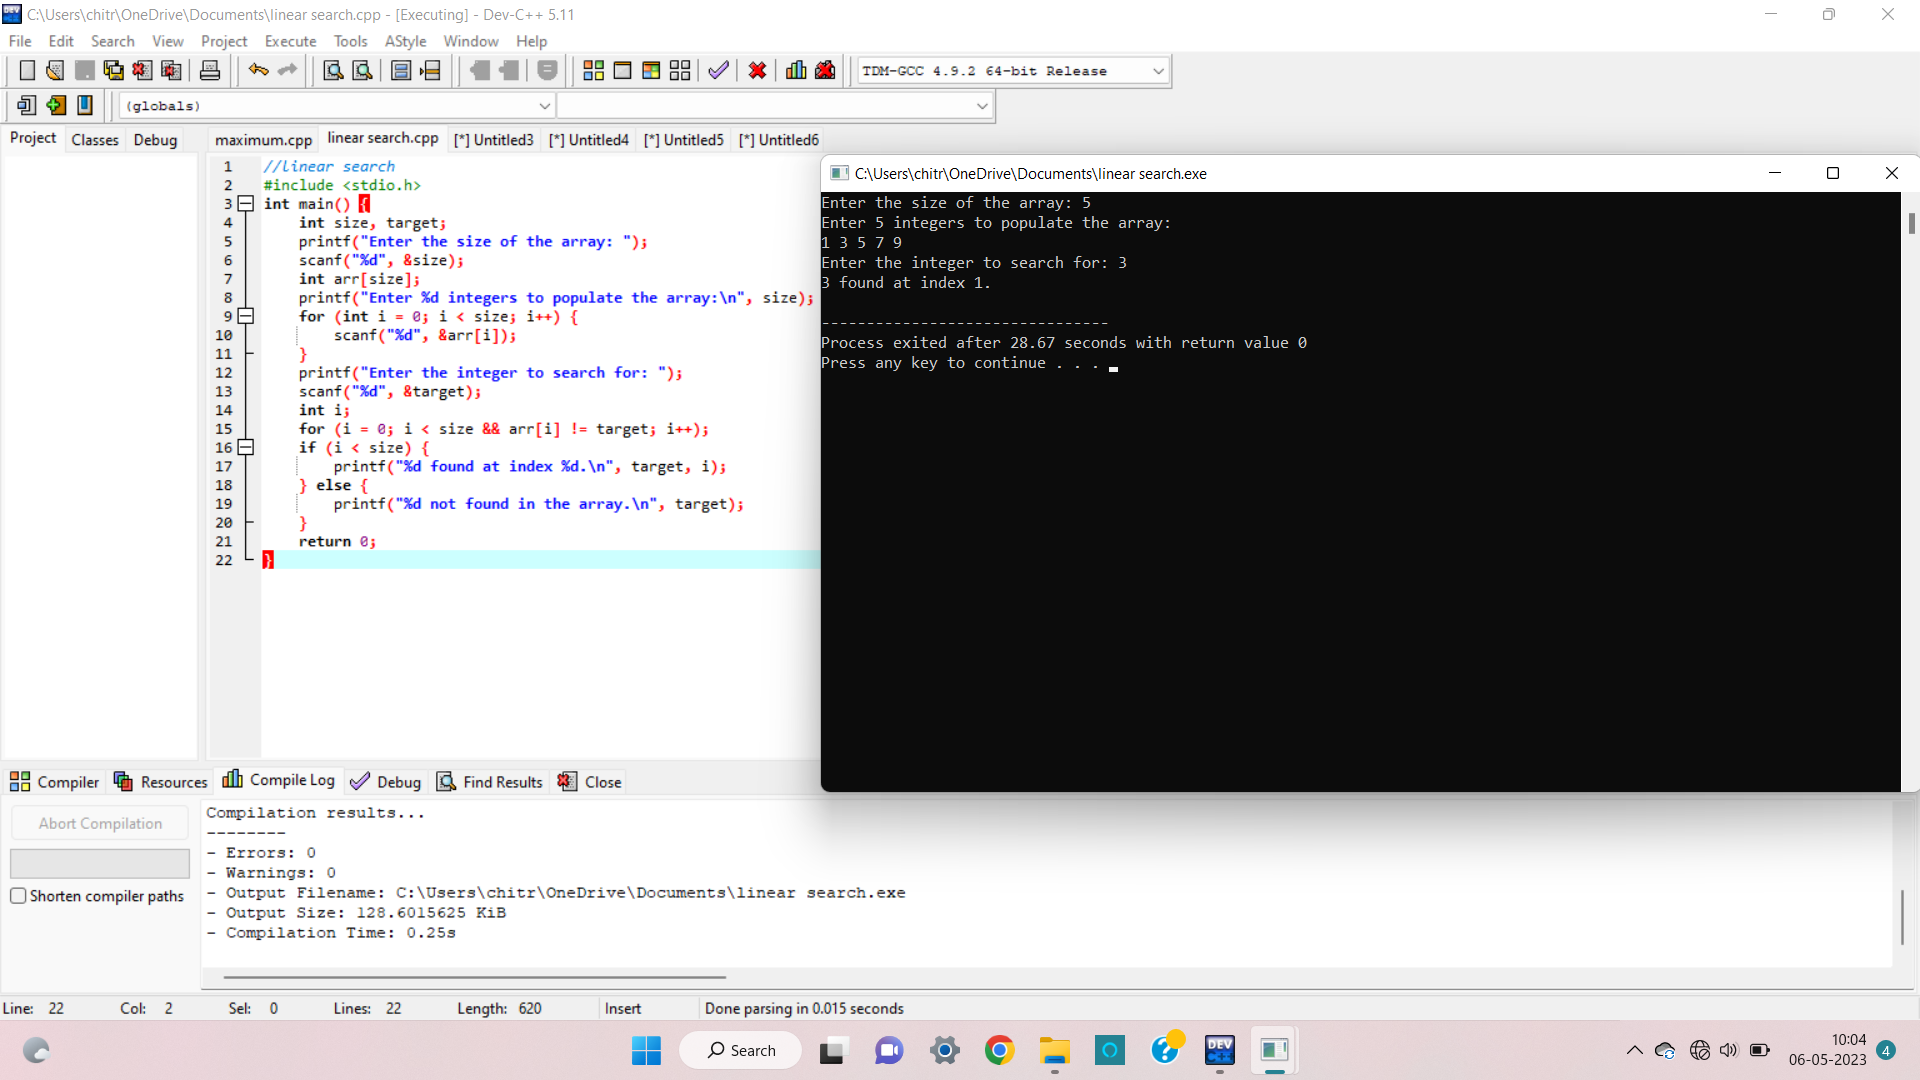 C:\Users\chitr\OneDrive\Documents\linear search.cpp - [Executing] - Dev-C++ 5.11
File Edit Search View Project Execute Tools AStyle Window Help
TDM-GCC 4.9.2 64-bit Release
(globals)
Project Classes Debug maximum.cpp linear search.cpp [*] Untitled3 [*] Untitled4 [*] Untitled5 [*] Untitled6
1 //linear search
2 #include <stdio.h>
3 int main() {
4 int size, target;
5 printf("Enter the size of the array: ");
6 scanf("%d", &size);
7 int arr[size];
8 printf("Enter %d integers to populate the array:\n", size);
9 for (int i = 0; i < size; i++) {
10 scanf("%d", &arr[i]);
11 }
12 printf("Enter the integer to search for: ");
13 scanf("%d", &target);
14 int i;
15 for (i = 0; i < size && arr[i] != target; i++);
16 if (i < size) {
17 printf("%d found at index %d.\n", target, i);
18 } else {
19 printf("%d not found in the array.\n", target);
20 }
21 return 0;
22 }
C:\Users\chitr\OneDrive\Documents\linear search.exe
Enter the size of the array: 5
Enter 5 integers to populate the array:
1 3 5 7 9
Enter the integer to search for: 3
3 found at index 1.
--------------------------------
Process exited after 28.67 seconds with return value 0
Press any key to continue . . .
Compiler Resources Compile Log Debug Find Results Close
Abort Compilation
Shorten compiler paths
Compilation results...
--------
- Errors: 0
- Warnings: 0
- Output Filename: C:\Users\chitr\OneDrive\Documents\linear search.exe
- Output Size: 128.6015625 KiB
- Compilation Time: 0.25s
Line: 22 Col: 2 Sel: 0 Lines: 22 Length: 620 Insert Done parsing in 0.015 seconds
Search
DEV C++
10:04
06-05-2023
4